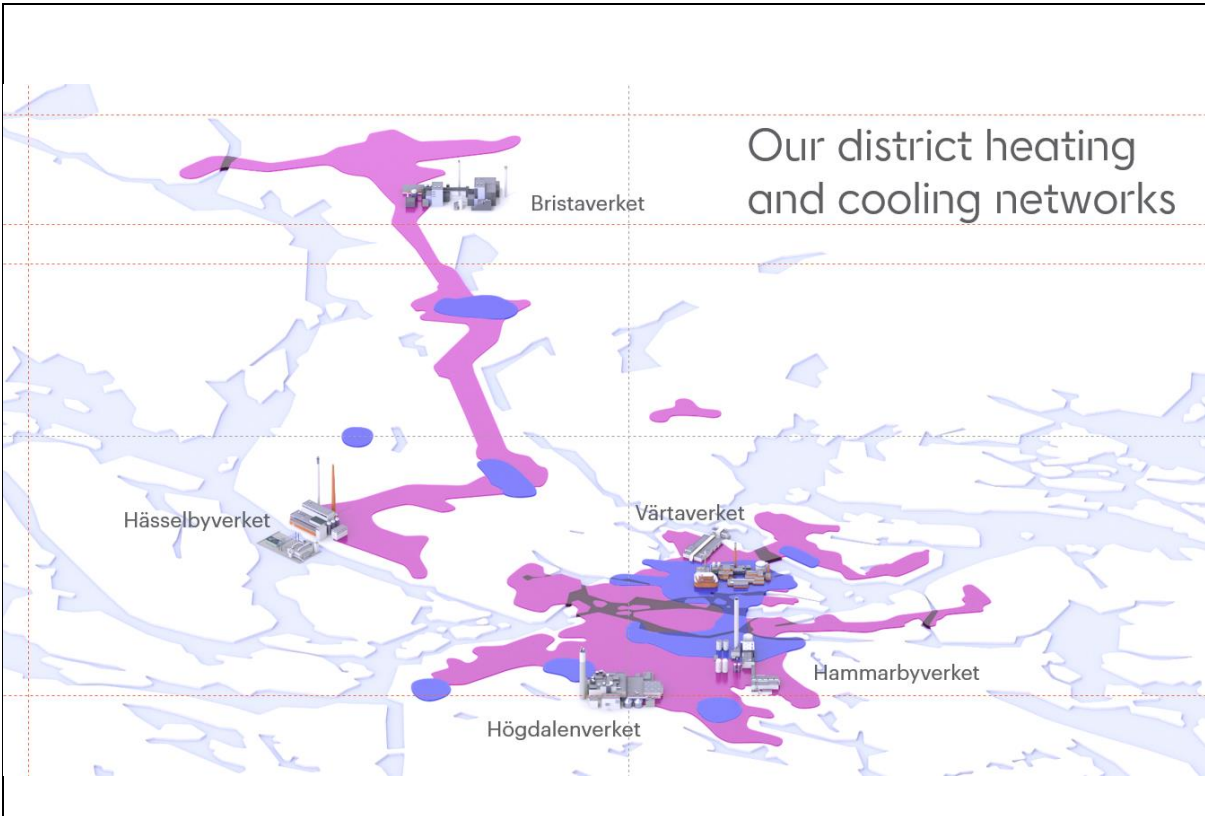 Our district heating
and cooling networks
Bristaverket
Hässelbyverket
Värtaverket
Hammarbyverket
Högdalenverket